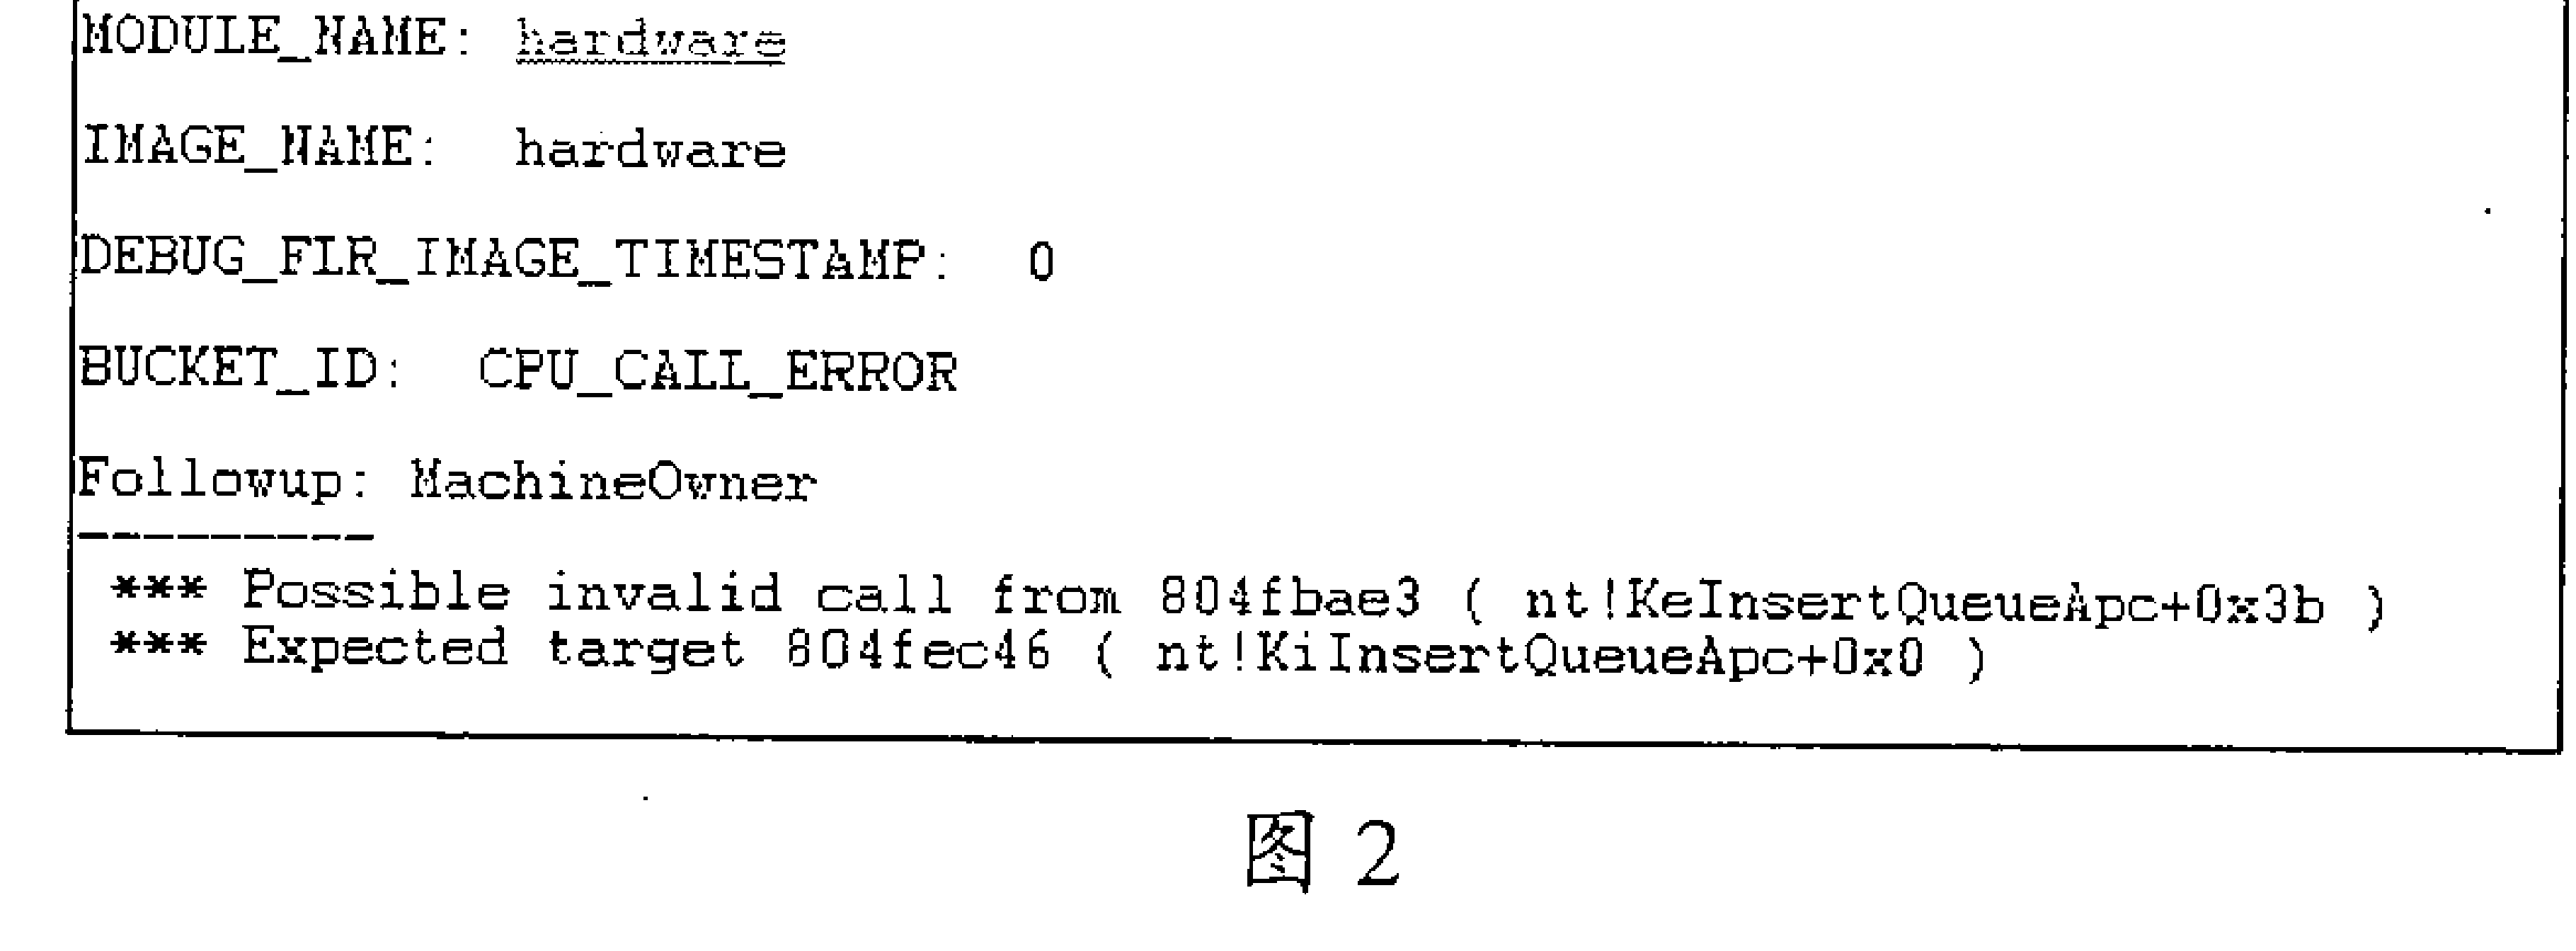 MODULE_NAME: hardware
IMAGE_NAME: hardware
DEBUG_FLR_IMAGE_TIMESTAMP: 0
BUCKET_ID: CPU_CALL_ERROR
Followup: MachineOwner
---------
*** Possible invalid call from 804fbae3 ( nt!KeInsertQueueApc+0x3b )
*** Expected target 804fec46 ( nt!KiInsertQueueApc+0x0 )
图 2